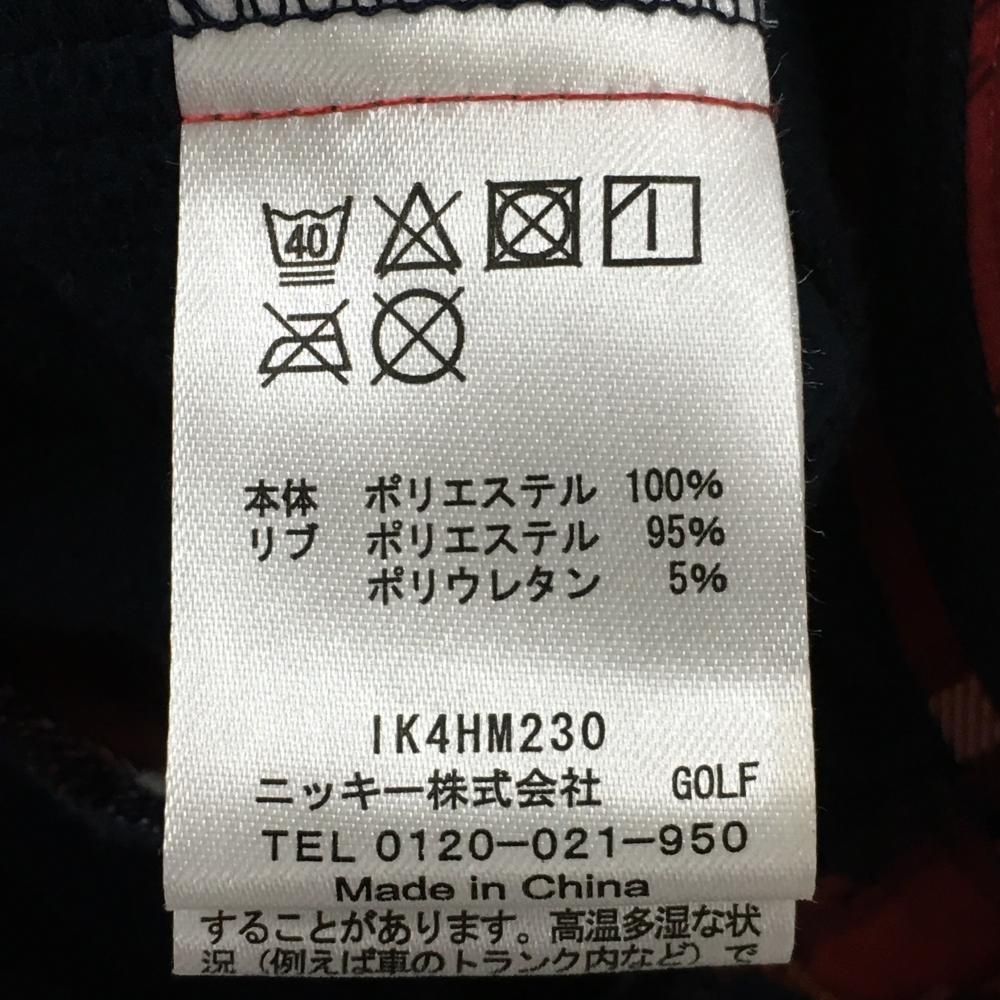 40
本体 ポリエステル 100%
リブ ポリエステル 95%
ポリウレタン 5%
IK4HM230
ニッキー株式会社 GOLF
TEL 0120-021-950
Made in China
することがあります。高温多湿な状
況（例えば車のトランク内など）で